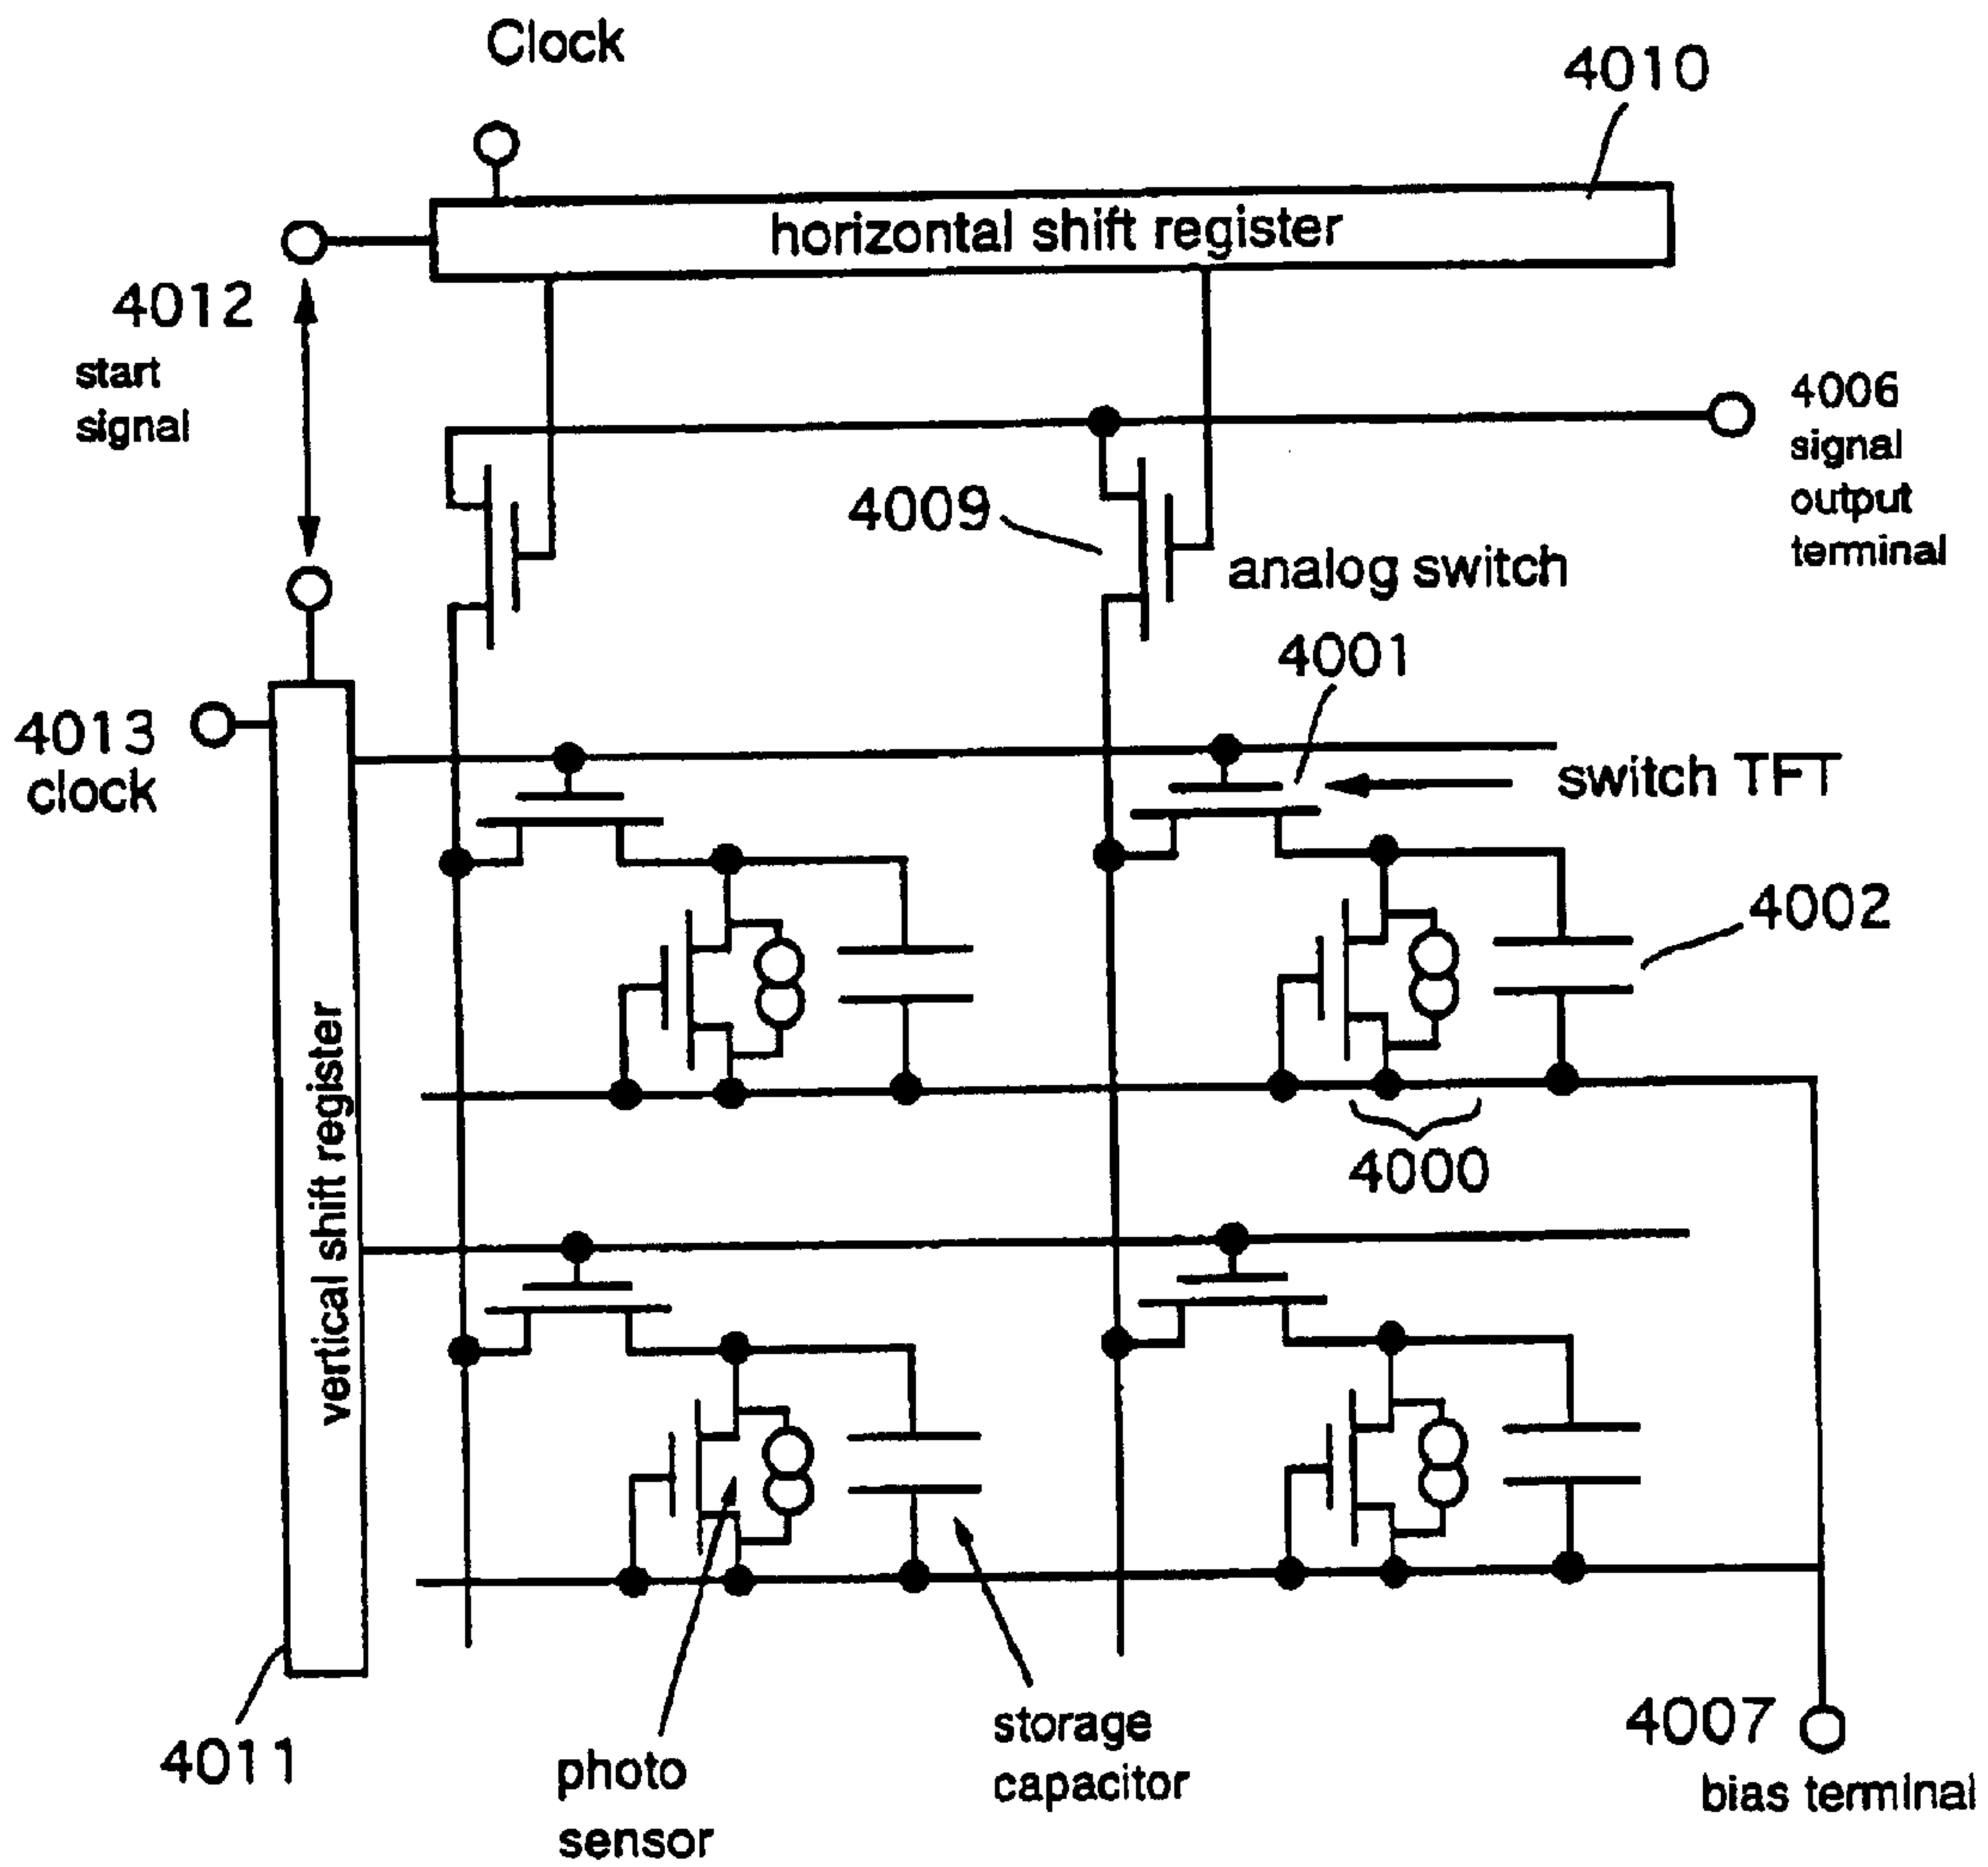 Clock
4010
horizontal shift register
4012
start
signal
4006
signal
output
terminal
4009
analog switch
4001
4013
clock
switch TFT
4002
vertical shift register
4000
4011
photo
sensor
storage
capacitor
4007
bias terminal